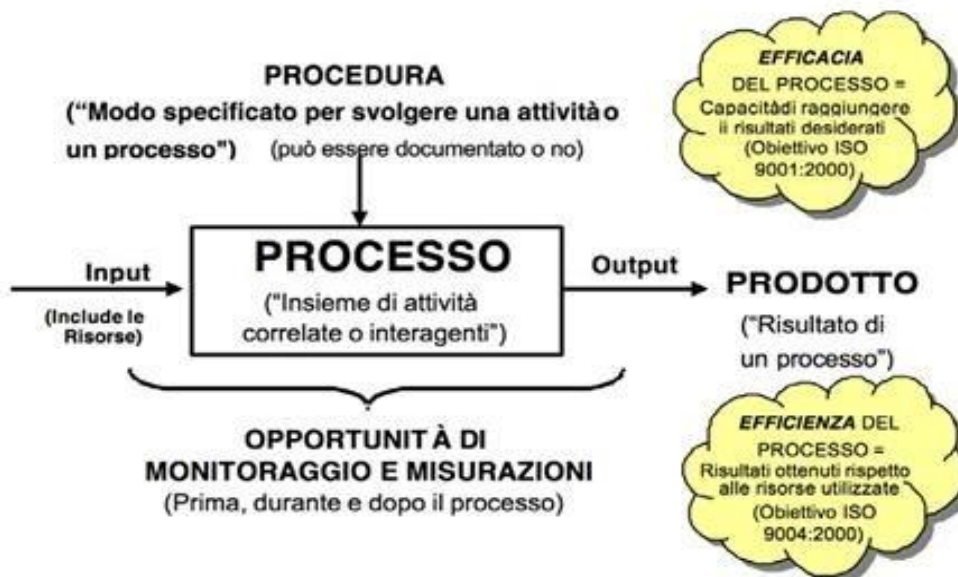 PROCEDURA
("Modo specificato per svolgere una attività o
un processo") (può essere documentato o no)
EFFICACIA
DEL PROCESSO =
Capacitàdi raggiungere
ii risultati desiderati
(Obiettivo ISO
9001:2000)
Input
(Include le
Risorse)
PROCESSO
("Insieme di attività
correlate o interagenti")
Output
PRODOTTO
("Risultato di
un processo")
OPPORTUNIT À DI
MONITORAGGIO E MISURAZIONI
(Prima, durante e dopo il processo)
EFFICIENZA DEL
PROCESSO =
Risultati ottenuti rispetto
alle risorse utilizzate
(Obiettivo ISO
9004:2000)